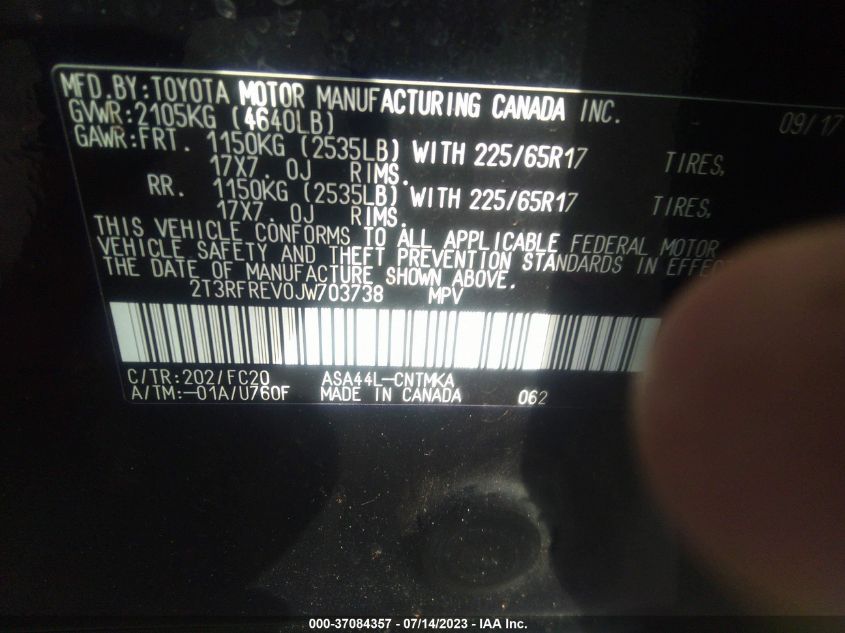 MFD.BY:TOYOTA MOTOR MANUFACTURING CANADA INC. 09/17
GVWR:2105KG (4640LB)
GAWR:FRT. 1150KG (2535LB) WITH 225/65R17 TIRES,
17X7.0J RIMS.
RR. 1150KG (2535LB) WITH 225/65R17 TIRES,
17X7.0J RIMS.
THIS VEHICLE CONFORMS TO ALL APPLICABLE FEDERAL MOTOR
VEHICLE SAFETY AND THEFT PREVENTION STANDARDS IN
THE DATE OF MANUFACTURE SHOWN ABOVE.
2T3RFREV0JW703738 MPV
C/TR:202/FC20 ASA44L-CNTMKA
A/TM:-01A/U760F MADE IN CANADA 062
000-37084357 - 07/14/2023 - IAA Inc.